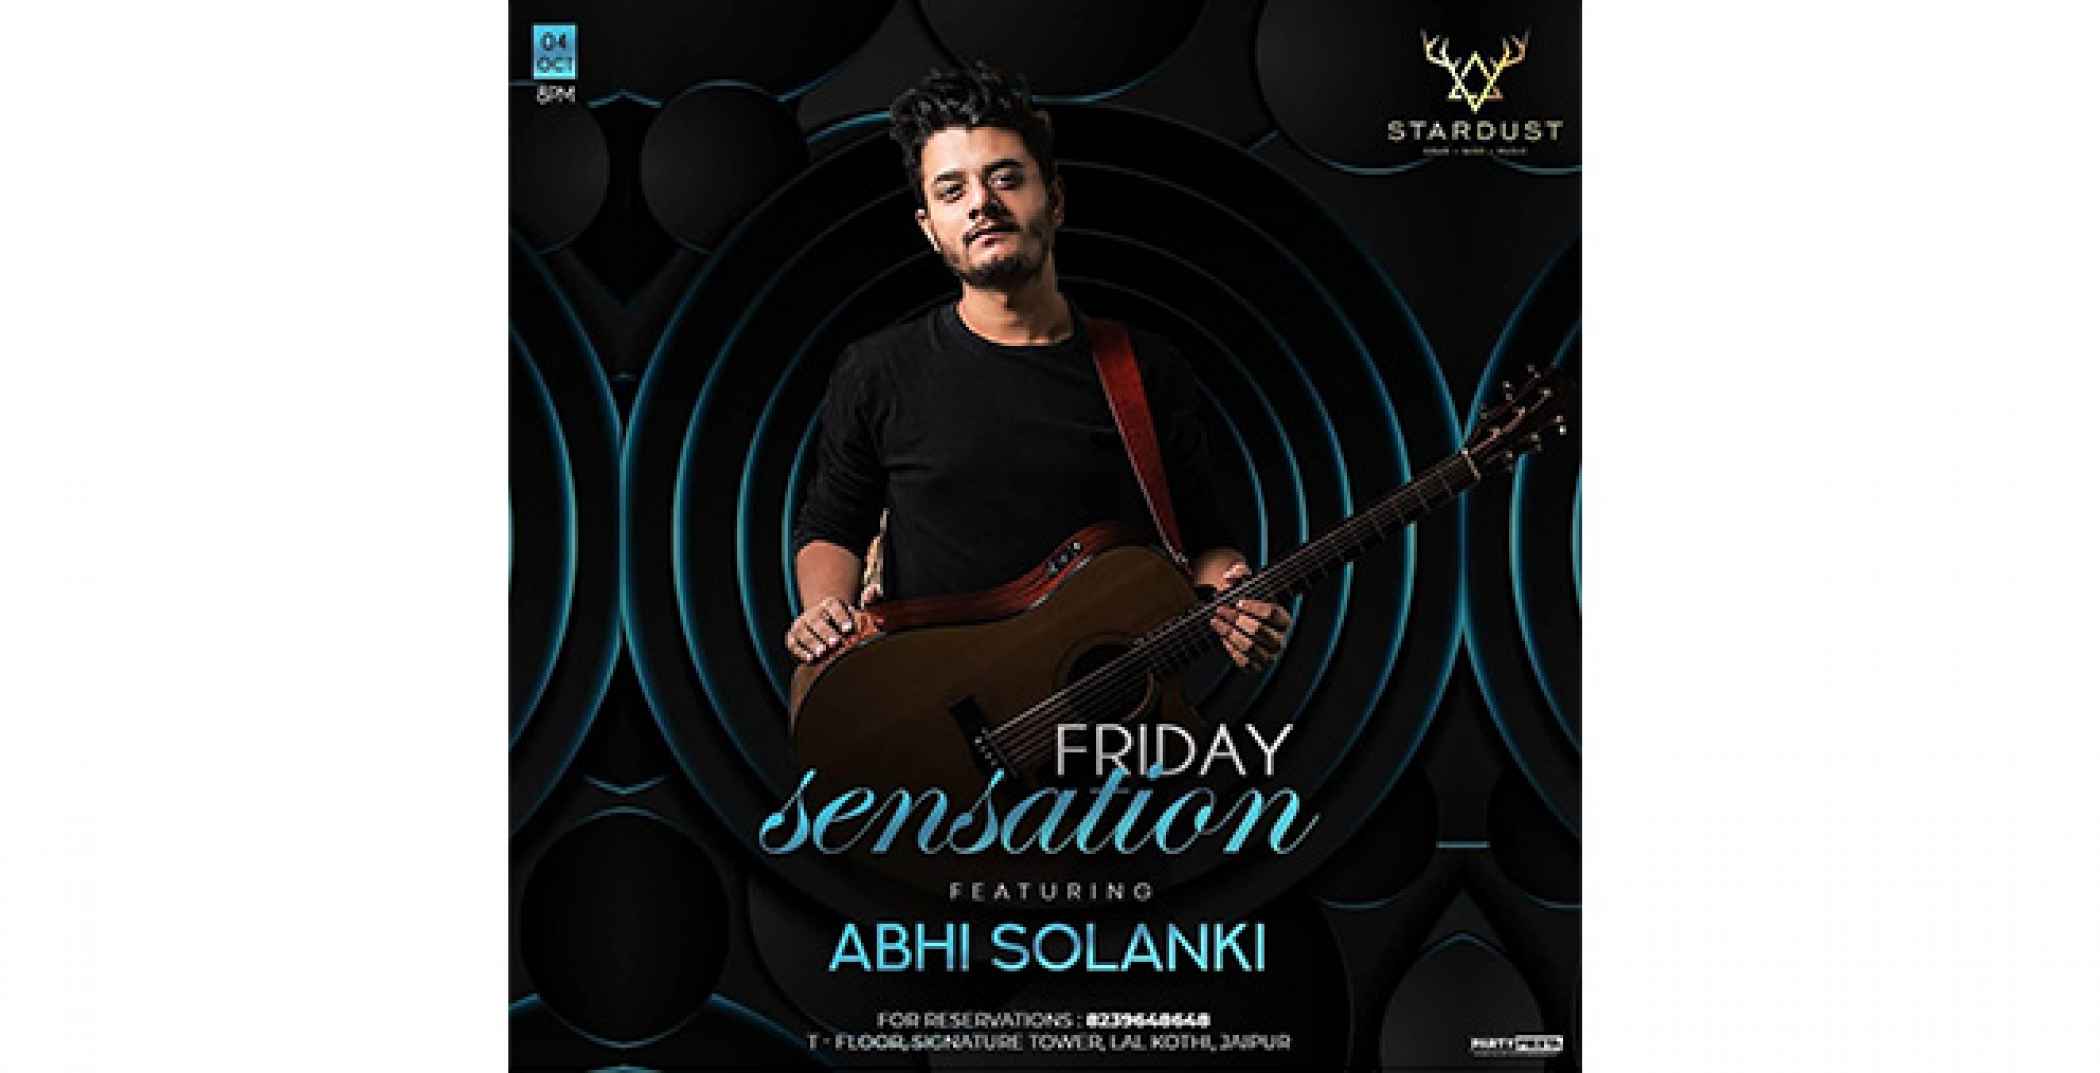 04
OCT
8PM
STARDUST
FRIDAY
sensation
FEATURING
ABHI SOLANKI
FOR RESERVATIONS : 8239648648
T - FLOOR, SIGNATURE TOWER, LAL KOTHI, JAIPUR